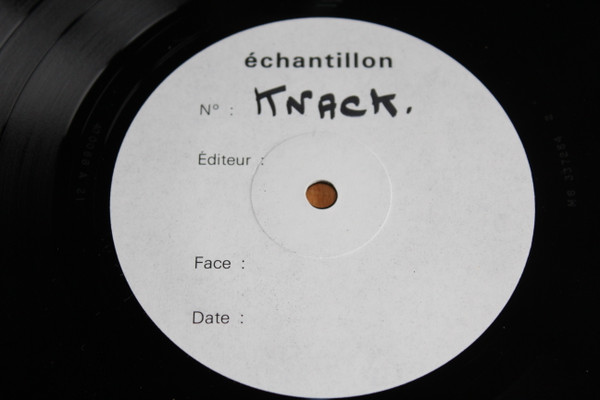 échantillon
N° : KNACK.
Éditeur :
Face :
Date :